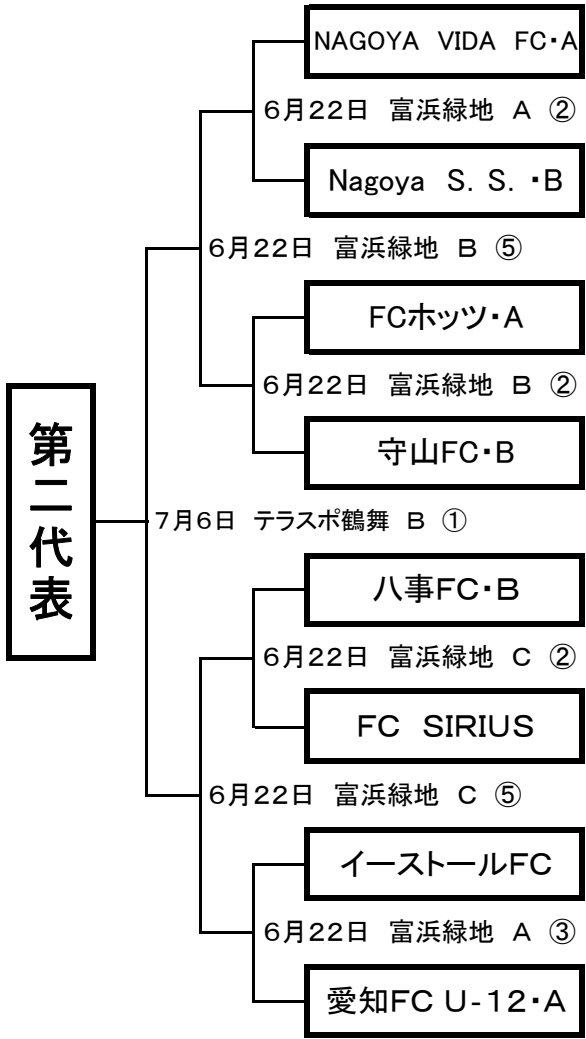 NAGOYA　VIDA　FC・A
６月２２日　富浜緑地　Ａ　②
Nagoya　S．S．・B
６月２２日　富浜緑地　Ｂ　⑤
FCホッツ・A
６月２２日　富浜緑地　Ｂ　②
守山FC・B
第二代表
７月６日　テラスポ鶴舞　Ｂ　①
八事FC・B
６月２２日　富浜緑地　Ｃ　②
FC　SIRIUS
６月２２日　富浜緑地　Ｃ　⑤
イーストールFC
６月２２日　富浜緑地　Ａ　③
愛知FC U-12・A